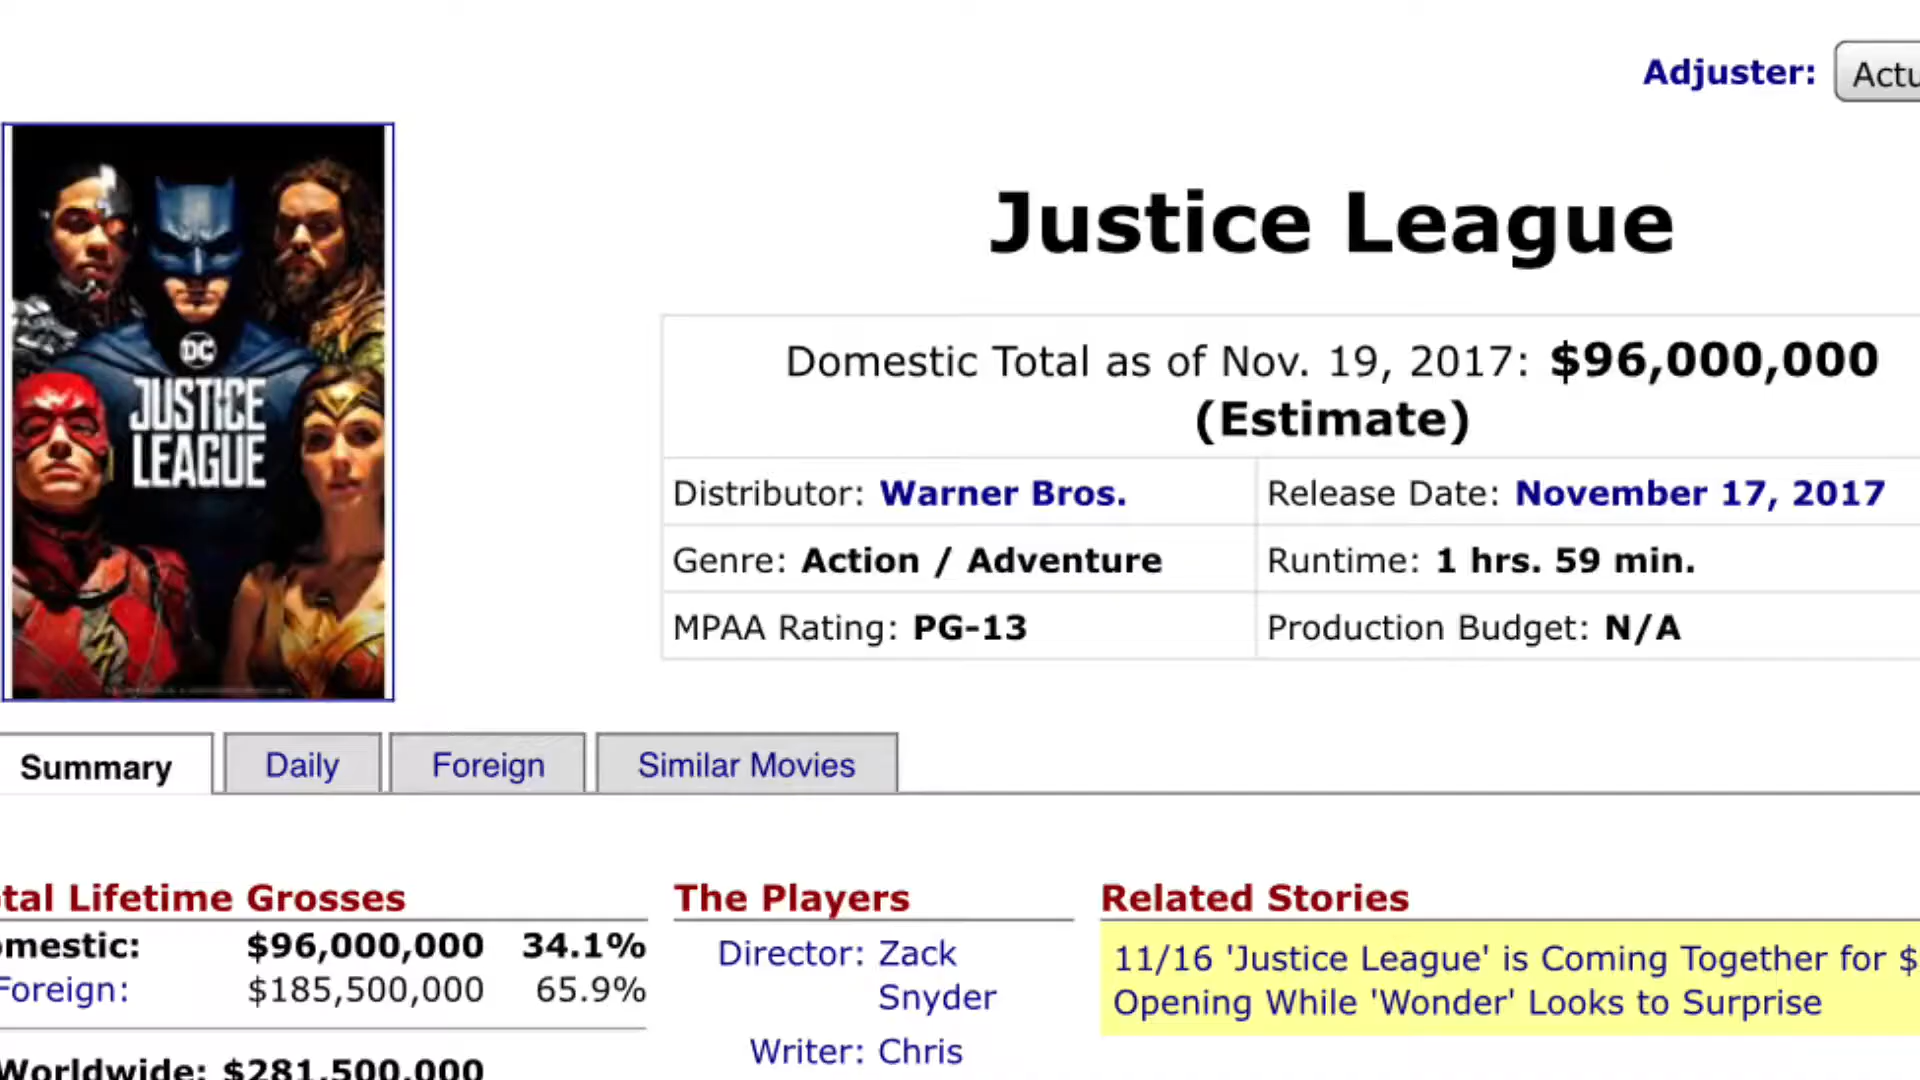 Adjuster: Actu
Justice League
DC
JUSTICE
LEAGUE
Domestic Total as of Nov. 19, 2017: $96,000,000
(Estimate)
Distributor: Warner Bros. Release Date: November 17, 2017
Genre: Action / Adventure Runtime: 1 hrs. 59 min.
MPAA Rating: PG-13 Production Budget: N/A
Summary Daily Foreign Similar Movies
tal Lifetime Grosses
omestic: $96,000,000 34.1%
Foreign: $185,500,000 65.9%
Worldwide: $281,500,000
The Players
Director: Zack
Snyder
Writer: Chris
Related Stories
11/16 'Justice League' is Coming Together for $
Opening While 'Wonder' Looks to Surprise